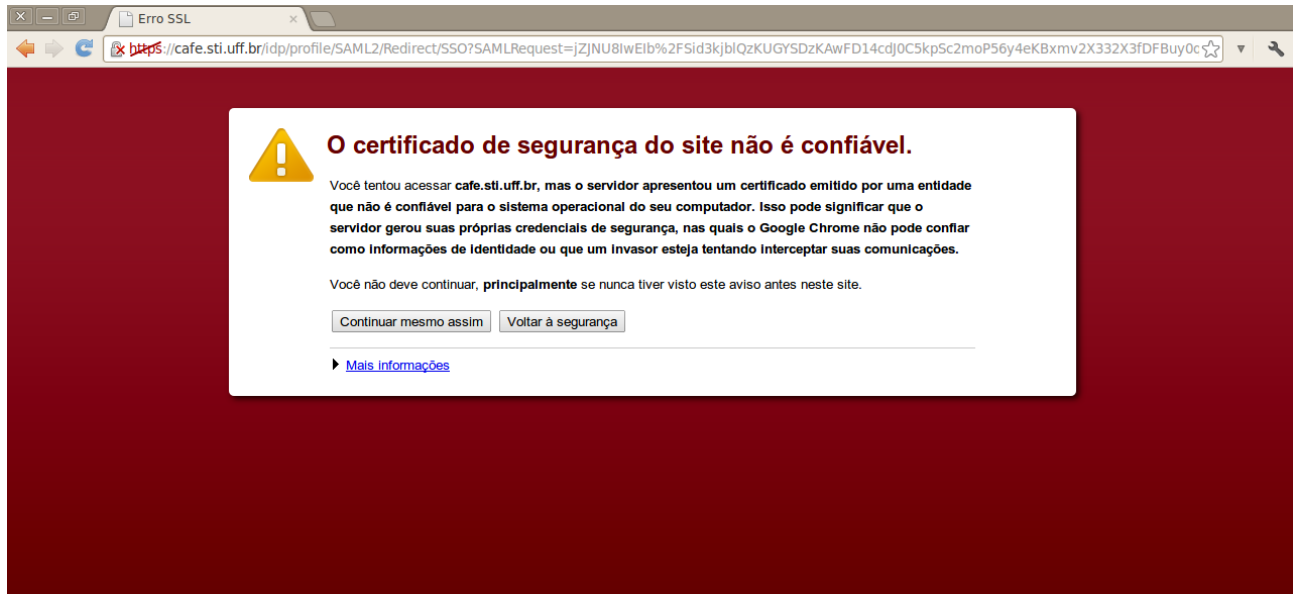 Erro SSL
https://cafe.sti.uff.br/idp/profile/SAML2/Redirect/SSO?SAMLRequest=jZJNU8IwEIb%2FSid3kjblQzKUGYSDzKAwFD14cdJ0C5kpSc2moP56y4eKBxmv2X332X3fDFBuy0c
O certificado de segurança do site não é confiável.
Você tentou acessar cafe.sti.uff.br, mas o servidor apresentou um certificado emitido por uma entidade
que não é confiável para o sistema operacional do seu computador. Isso pode significar que o
servidor gerou suas próprias credenciais de segurança, nas quais o Google Chrome não pode confiar
como informações de identidade ou que um invasor esteja tentando interceptar suas comunicações.
Você não deve continuar, principalmente se nunca tiver visto este aviso antes neste site.
Continuar mesmo assim Voltar à segurança
Mais informações